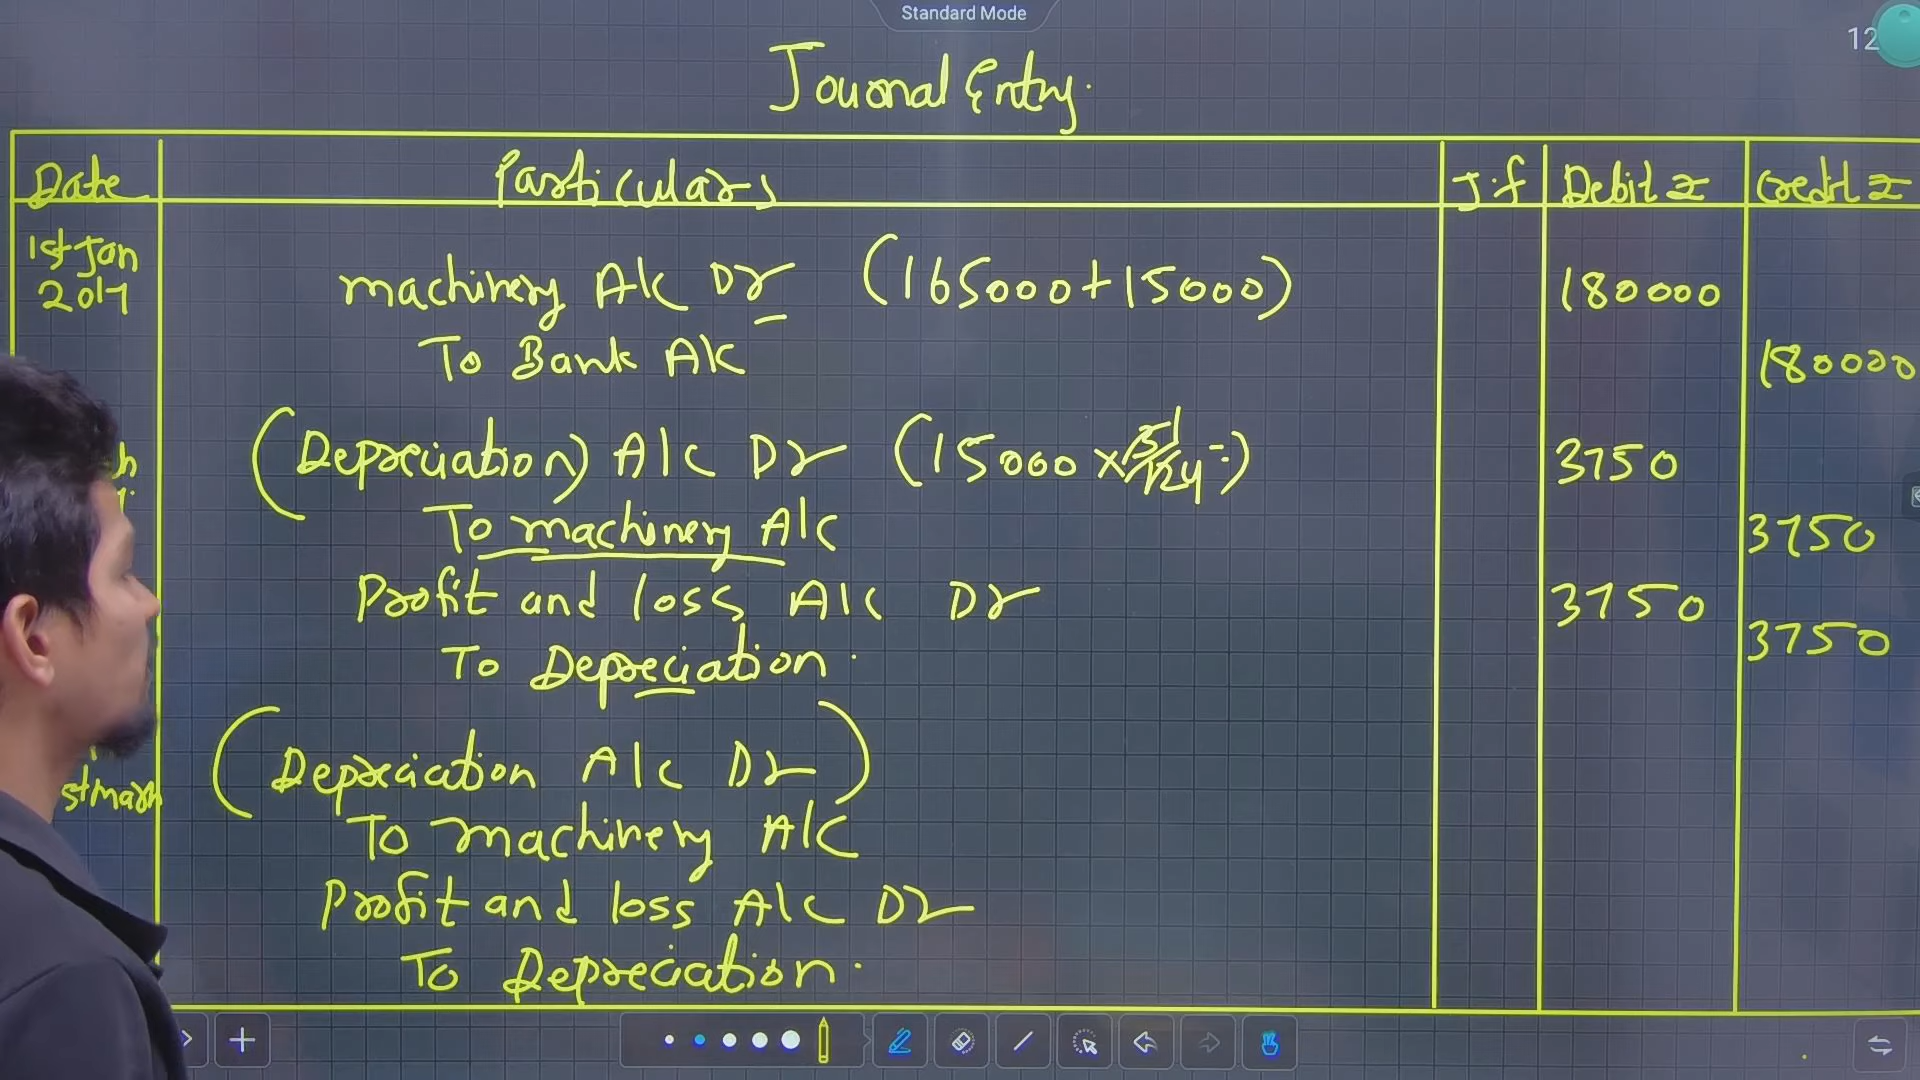 Standard Mode
12
Journal Entry.
Date Particulars J.f Debit ₹ Credit ₹
1st Jan
2017
machinery A/c Dr (165000+15000) 180000
To Bank A/c 180000
(Depreciation) A/c Dr (15000 × 3/12 =) 3750
To machinery A/c 3750
Profit and loss A/c Dr 3750
To Depreciation. 3750
(Depreciation A/c Dr)
st march
To machinery A/c
Profit and loss A/c Dr
To Depreciation.